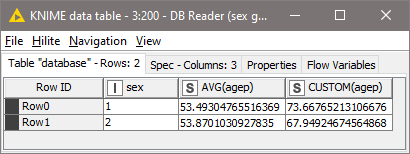 KNIME data table - 3:200 - DB Reader (sex g...
File Hilite Navigation View
Table "database" - Rows: 2 Spec - Columns: 3 Properties Flow Variables
Row ID I sex S AVG(agep) S CUSTOM(agep)
Row0 1 53.49304765516369 73.66765213106676
Row1 2 53.8701030927835 67.94924674564868